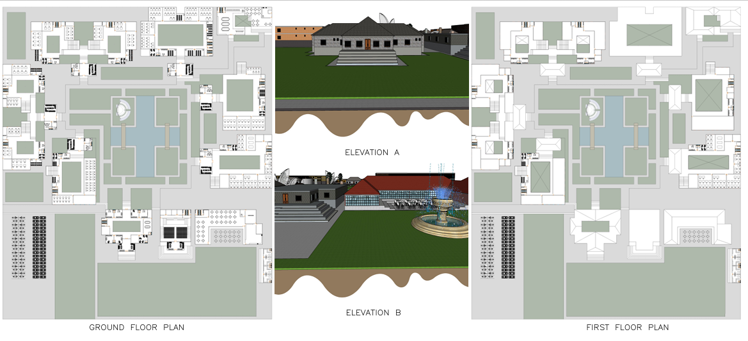 ELEVATION A
ELEVATION B
GROUND FLOOR PLAN
FIRST FLOOR PLAN